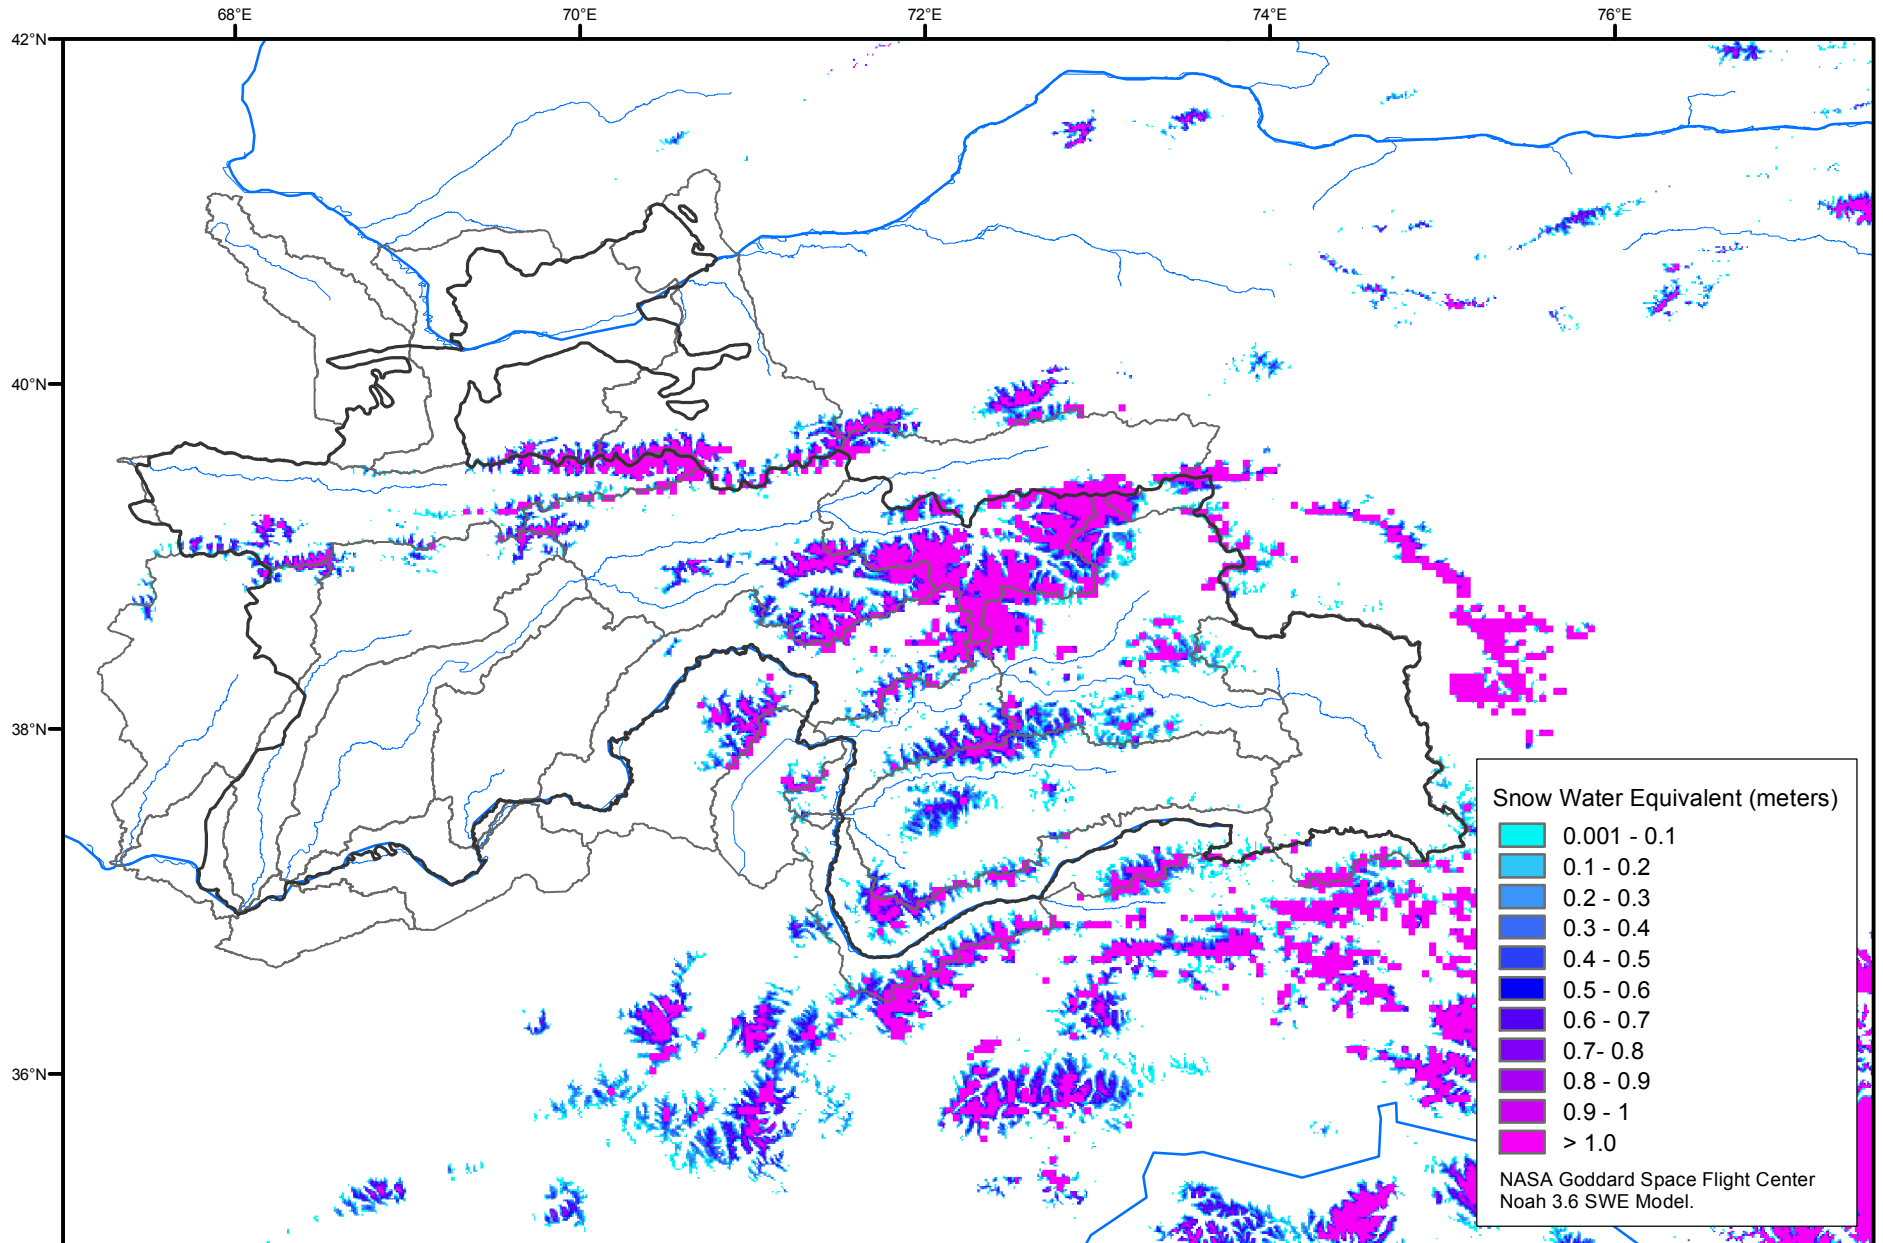 68°E 70°E 72°E 74°E 76°E
42°N
40°N
38°N
36°N
Snow Water Equivalent (meters)
0.001 - 0.1
0.1 - 0.2
0.2 - 0.3
0.3 - 0.4
0.4 - 0.5
0.5 - 0.6
0.6 - 0.7
0.7- 0.8
0.8 - 0.9
0.9 - 1
> 1.0
NASA Goddard Space Flight Center
Noah 3.6 SWE Model.